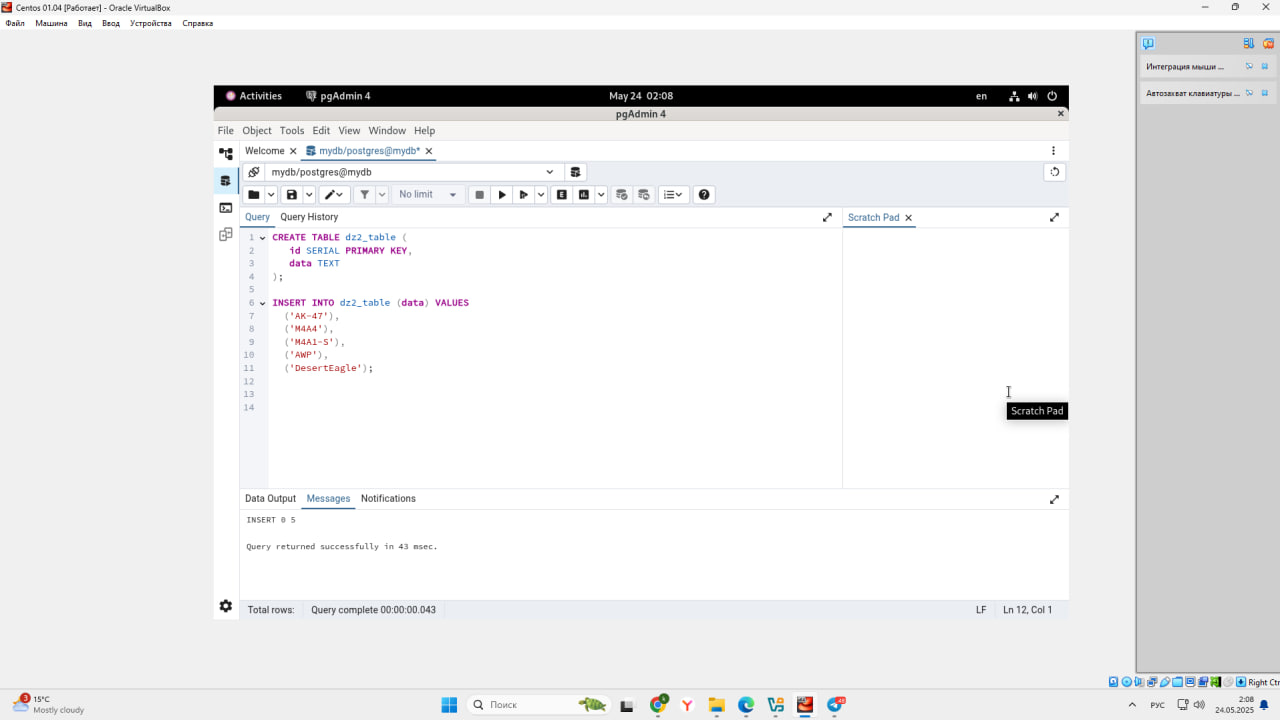 Centos 01.04 [Работает] - Oracle VirtualBox
Файл Машина Вид Ввод Устройства Справка
Интеграция мыши ...
Автозахват клавиатуры ...
Activities pgAdmin 4 May 24 02:08 en
pgAdmin 4
File Object Tools Edit View Window Help
Welcome mydb/postgres@mydb*
mydb/postgres@mydb
No limit
Query Query History Scratch Pad
1 CREATE TABLE dz2_table (
2 id SERIAL PRIMARY KEY,
3 data TEXT
4 );
5
6 INSERT INTO dz2_table (data) VALUES
7 ('AK-47'),
8 ('M4A4'),
9 ('M4A1-S'),
10 ('AWP'),
11 ('DesertEagle');
12
13
14
Scratch Pad
Data Output Messages Notifications
INSERT 0 5
Query returned successfully in 43 msec.
Total rows: Query complete 00:00:00.043 LF Ln 12, Col 1
Right Ctr
3 15°C
Mostly cloudy
Поиск
РУС
2:08
24.05.2025